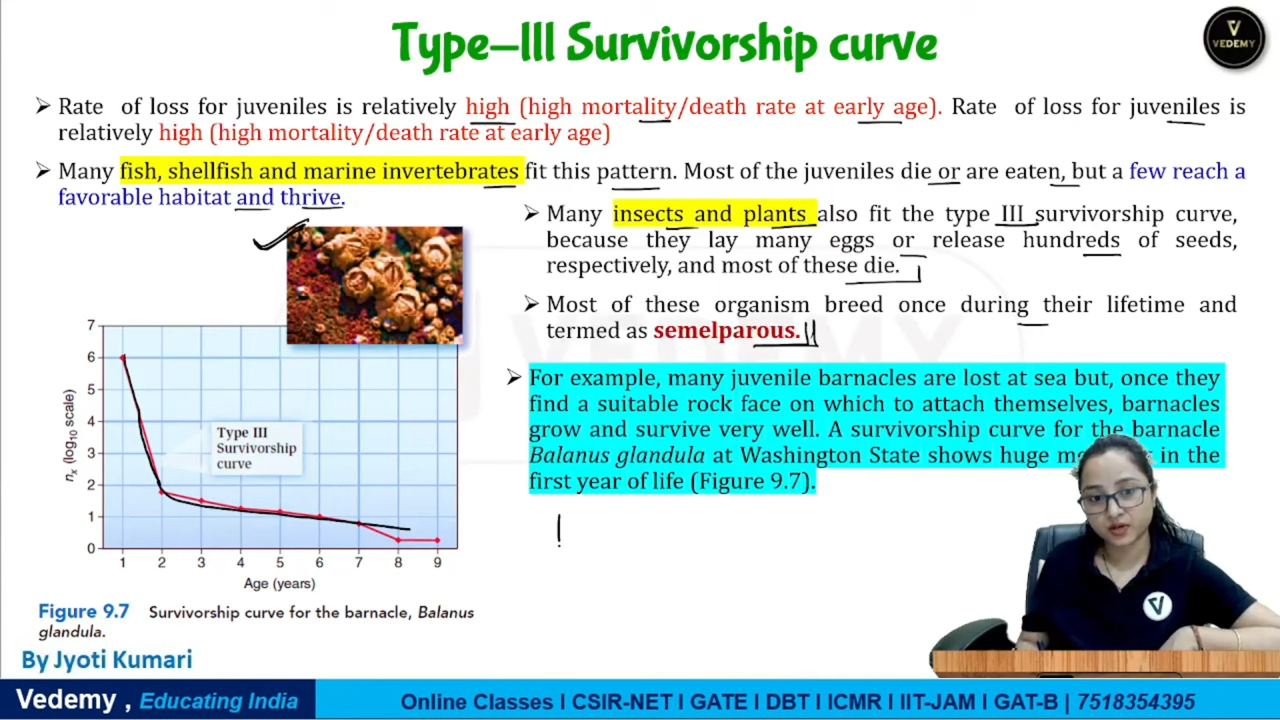 Type–III Survivorship curve
VEDEMY
➢ Rate of loss for juveniles is relatively high (high mortality/death rate at early age). Rate of loss for juveniles is
relatively high (high mortality/death rate at early age)
➢ Many fish, shellfish and marine invertebrates fit this pattern. Most of the juveniles die or are eaten, but a few reach a
favorable habitat and thrive.
➢ Many insects and plants also fit the type III survivorship curve,
because they lay many eggs or release hundreds of seeds,
respectively, and most of these die.
➢ Most of these organism breed once during their lifetime and
termed as semelparous.
➢ For example, many juvenile barnacles are lost at sea but, once they
find a suitable rock face on which to attach themselves, barnacles
grow and survive very well. A survivorship curve for the barnacle
Balanus glandula at Washington State shows huge in the
first year of life (Figure 9.7).
7
6
5
4
3
2
1
0
nx (log10 scale)
Type III
Survivorship
curve
1 2 3 4 5 6 7 8 9
Age (years)
Figure 9.7 Survivorship curve for the barnacle, Balanus
glandula.
By Jyoti Kumari
Vedemy , Educating India
Online Classes I CSIR-NET I GATE I DBT I ICMR I IIT-JAM I GAT-B | 7518354395